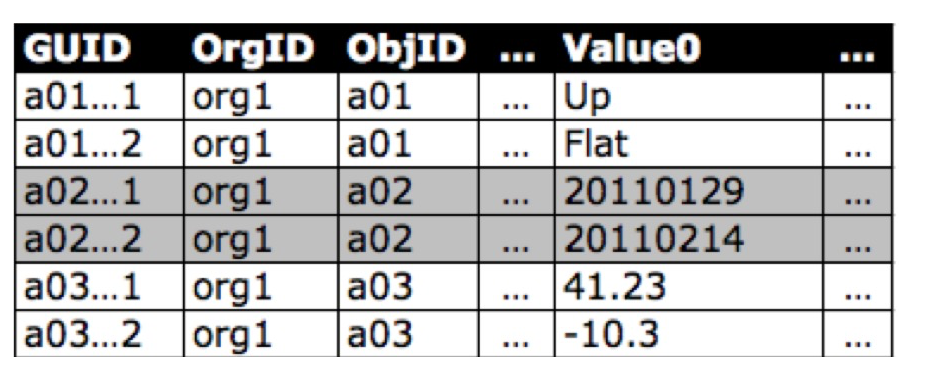 GUID OrgID ObjID ... Value0 ...
a01...1 org1 a01 ... Up ...
a01...2 org1 a01 ... Flat ...
a02...1 org1 a02 ... 20110129 ...
a02...2 org1 a02 ... 20110214 ...
a03...1 org1 a03 ... 41.23 ...
a03...2 org1 a03 ... -10.3 ...